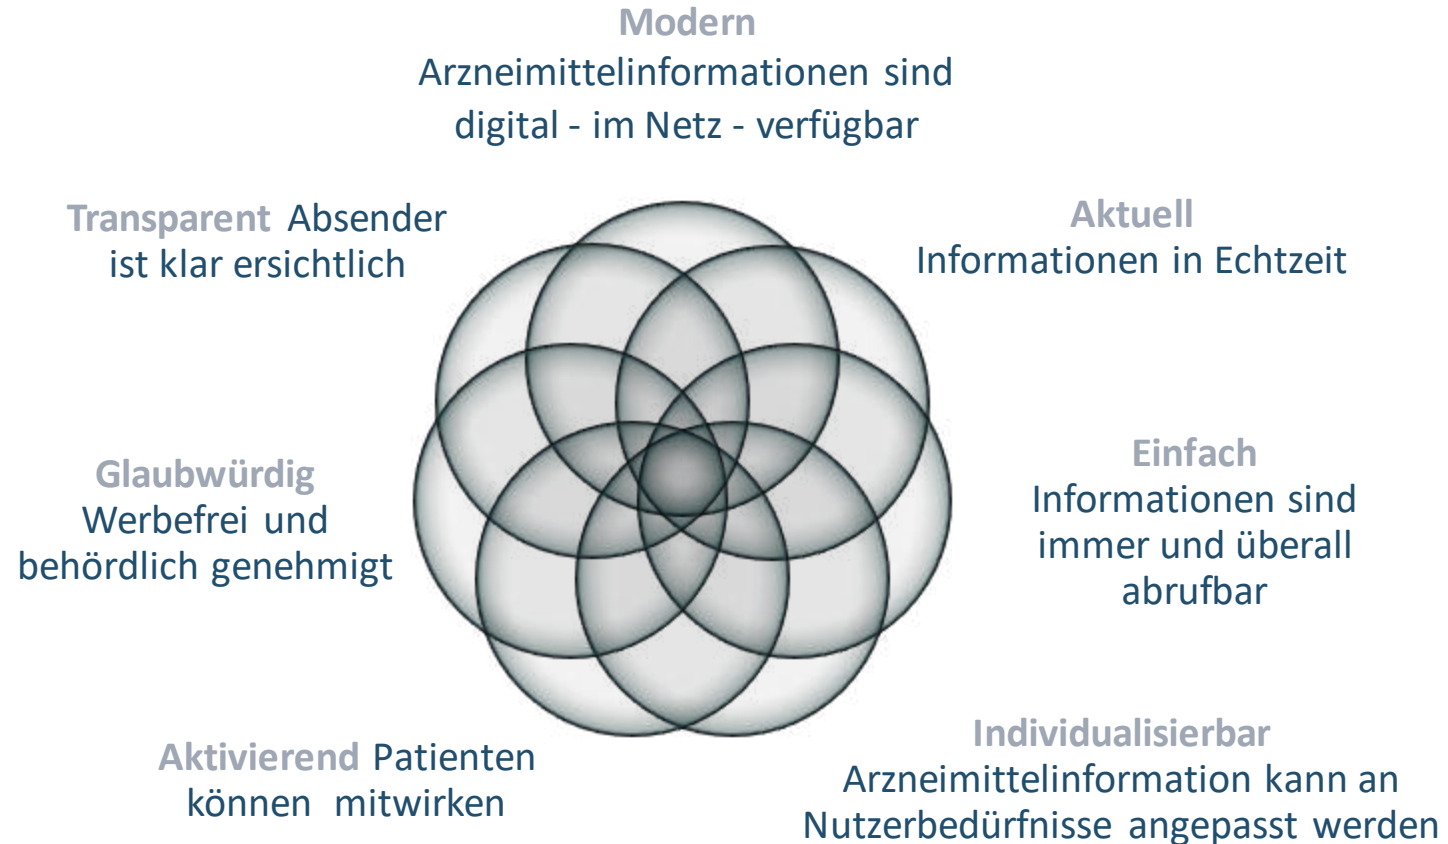 Modern
Arzneimittelinformationen sind
digital - im Netz - verfügbar
Transparent Absender
ist klar ersichtlich
Aktuell
Informationen in Echtzeit
Glaubwürdig
Werbefrei und
behördlich genehmigt
Einfach
Informationen sind
immer und überall
abrufbar
Aktivierend Patienten
können mitwirken
Individualisierbar
Arzneimittelinformation kann an
Nutzerbedürfnisse angepasst werden